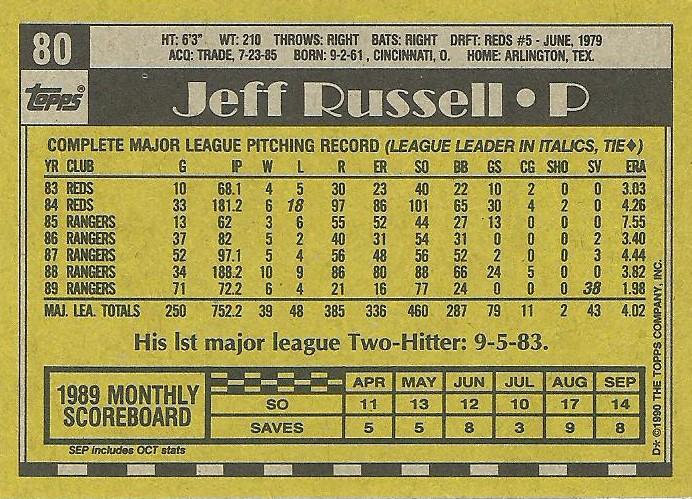 80
HT: 6'3" WT: 210 THROWS: RIGHT BATS: RIGHT DRFT: REDS #5 - JUNE, 1979
ACQ: TRADE, 7-23-85 BORN: 9-2-61 , CINCINNATI, O. HOME: ARLINGTON, TEX.
topps®
Jeff Russell • P
COMPLETE MAJOR LEAGUE PITCHING RECORD (LEAGUE LEADER IN ITALICS, TIE♦)
YR CLUB G IP W L R ER SO BB GS CG SHO SV ERA
83 REDS 10 68.1 4 5 30 23 40 22 10 2 0 0 3.03
84 REDS 33 181.2 6 18 97 86 101 65 30 4 2 0 4.26
85 RANGERS 13 62 3 6 55 52 44 27 13 0 0 0 7.55
86 RANGERS 37 82 5 2 40 31 54 31 0 0 0 2 3.40
87 RANGERS 52 97.1 5 4 56 48 56 52 2 0 0 3 4.44
88 RANGERS 34 188.2 10 9 86 80 88 66 24 5 0 0 3.82
89 RANGERS 71 72.2 6 4 21 16 77 24 0 0 0 38 1.98
MAJ. LEA. TOTALS 250 752.2 39 48 385 336 460 287 79 11 2 43 4.02
His lst major league Two-Hitter: 9-5-83.
1989 MONTHLY
SCOREBOARD
APR MAY JUN JUL AUG SEP
SO 11 13 12 10 17 14
SAVES 5 5 8 3 9 8
SEP includes OCT stats
D* ©1990 THE TOPPS COMPANY, INC.